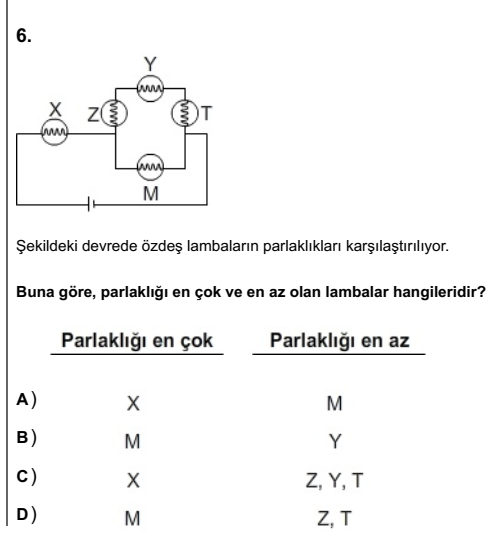 6.
Y
X
Z
T
M
Şekildeki devrede özdeş lambaların parlaklıkları karşılaştırılıyor.
Buna göre, parlaklığı en çok ve en az olan lambalar hangileridir?
Parlaklığı en çok Parlaklığı en az
A) X M
B) M Y
C) X Z, Y, T
D) M Z, T